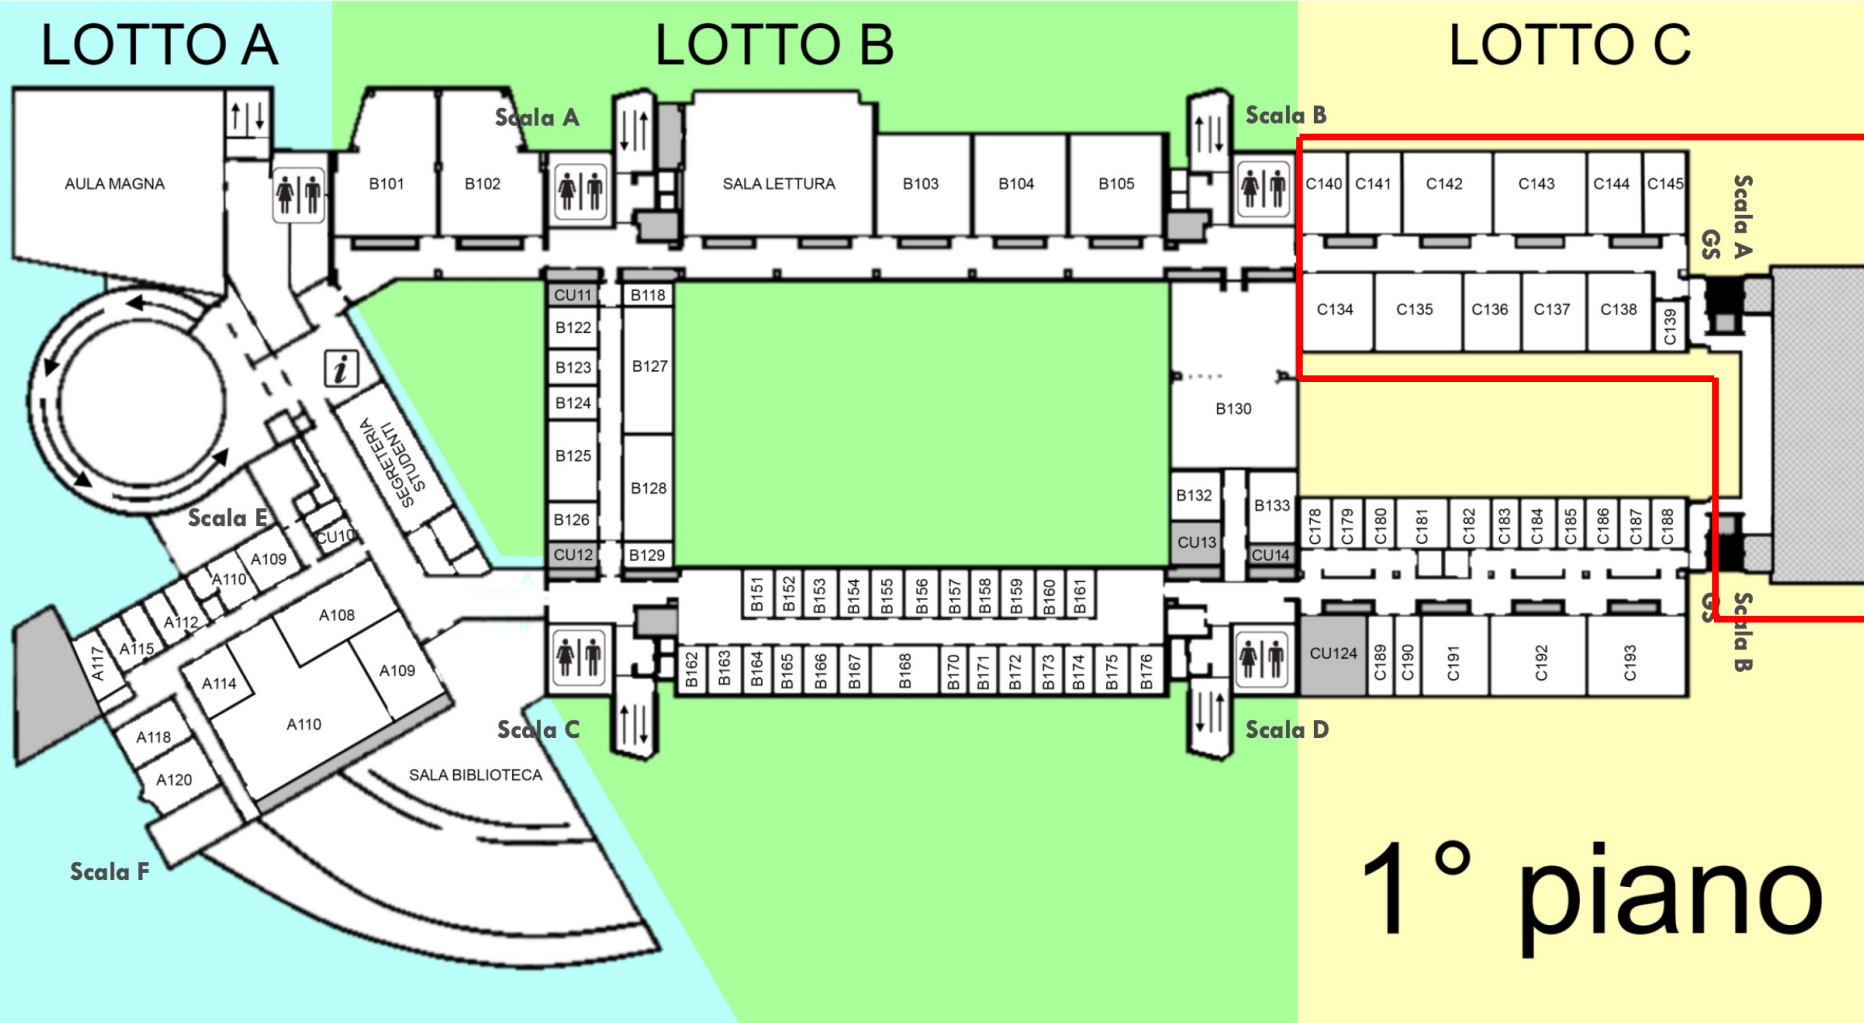 LOTTO A
LOTTO B
LOTTO C
Scala A
Scala B
AULA MAGNA
B101
B102
SALA LETTURA
B103
B104
B105
C140
C141
C142
C143
C144
C145
Scala A
GS
CU11
B118
B122
B123
B124
B125
B126
CU12
B127
B128
B129
B130
B132
B133
CU13
CU14
C134
C135
C136
C137
C138
C139
i
SEGRETERIA
STUDENTI
Scala E
CU10
A109
A110
A112
A115
A117
A108
A109
A114
A110
A118
A120
Scala F
SALA BIBLIOTECA
B151
B152
B153
B154
B155
B156
B157
B158
B159
B160
B161
B162
B163
B164
B165
B166
B167
B168
B170
B171
B172
B173
B174
B175
B176
C178
C179
C180
C181
C182
C183
C184
C185
C186
C187
C188
GS
Scala B
CU124
C189
C190
C191
C192
C193
Scala C
Scala D
1° piano